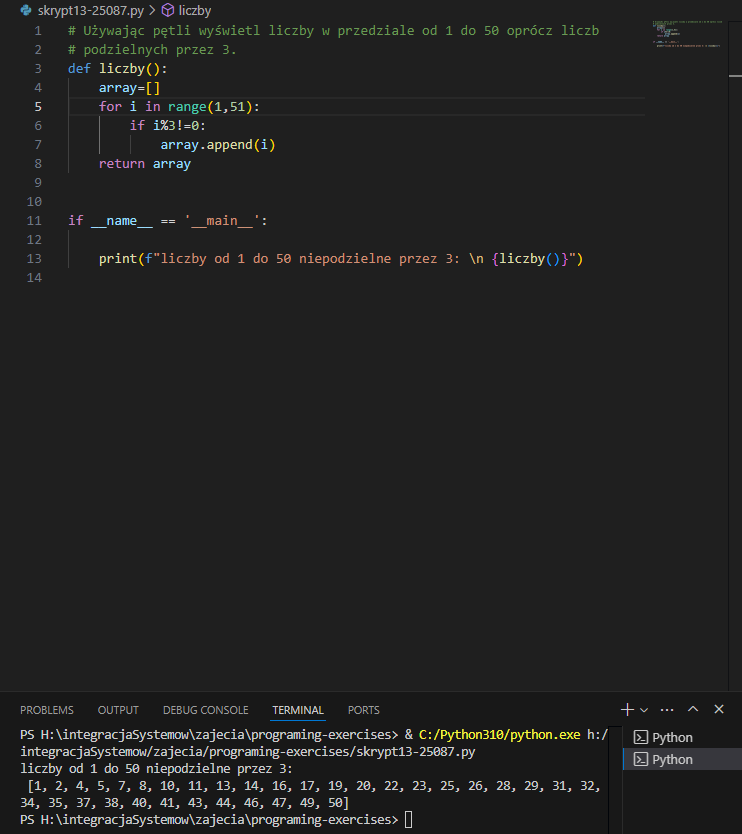 skrypt13-25087.py > liczby
1 # Używając pętli wyświetl liczby w przedziale od 1 do 50 oprócz liczb
2 # podzielnych przez 3.
3 def liczby():
4     array=[]
5     for i in range(1,51):
6         if i%3!=0:
7             array.append(i)
8     return array
9
10
11 if __name__ == '__main__':
12
13     print(f"liczby od 1 do 50 niepodzielne przez 3: \n {liczby()}")
14
PROBLEMS OUTPUT DEBUG CONSOLE TERMINAL PORTS
PS H:\integracjaSystemow\zajecia\programing-exercises> & C:/Python310/python.exe h:/
integracjaSystemow/zajecia/programing-exercises/skrypt13-25087.py
liczby od 1 do 50 niepodzielne przez 3:
 [1, 2, 4, 5, 7, 8, 10, 11, 13, 14, 16, 17, 19, 20, 22, 23, 25, 26, 28, 29, 31, 32,
34, 35, 37, 38, 40, 41, 43, 44, 46, 47, 49, 50]
PS H:\integracjaSystemow\zajecia\programing-exercises>
Python
Python